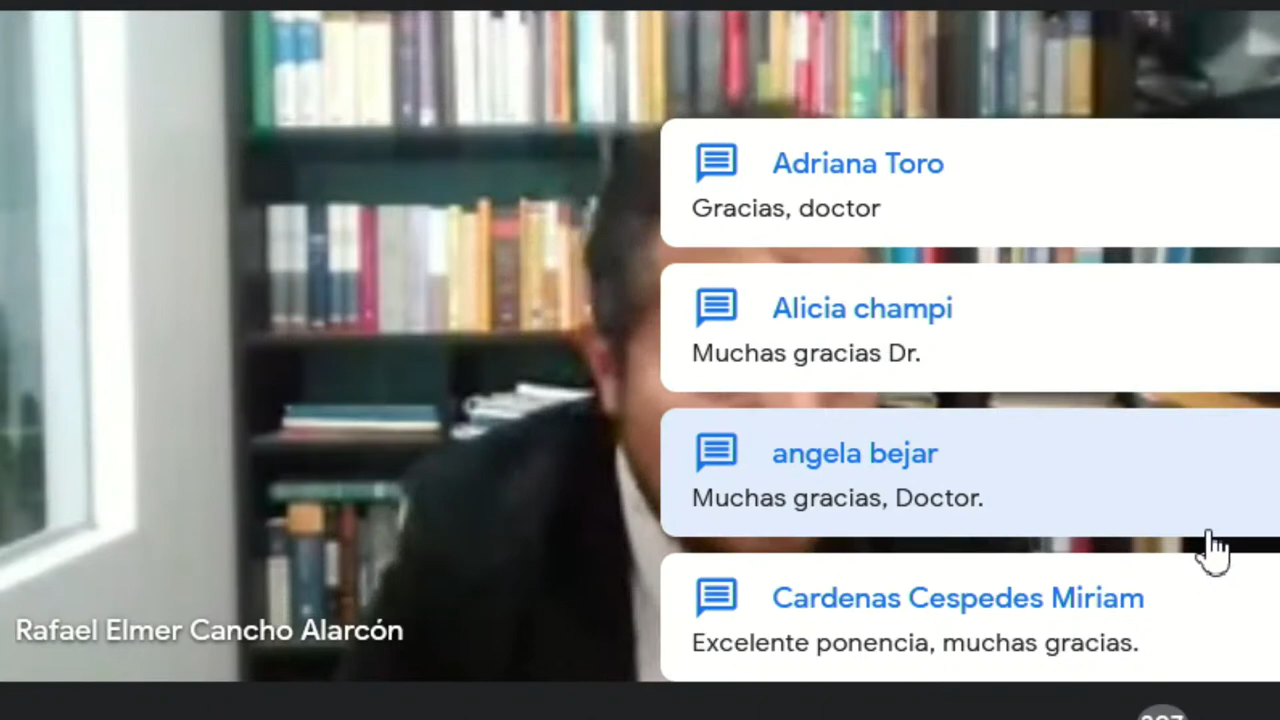 Adriana Toro
Gracias, doctor
Alicia champi
Muchas gracias Dr.
angela bejar
Muchas gracias, Doctor.
Cardenas Cespedes Miriam
Excelente ponencia, muchas gracias.
Rafael Elmer Cancho Alarcón